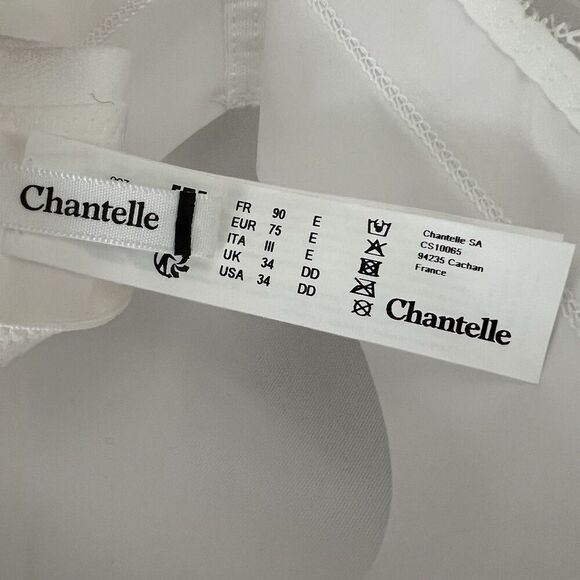 Chantelle
FR 90 E
EUR 75 E
ITA III E
UK 34 DD
USA 34 DD
Chantelle SA
CS10065
94235 Cachan
France
Chantelle